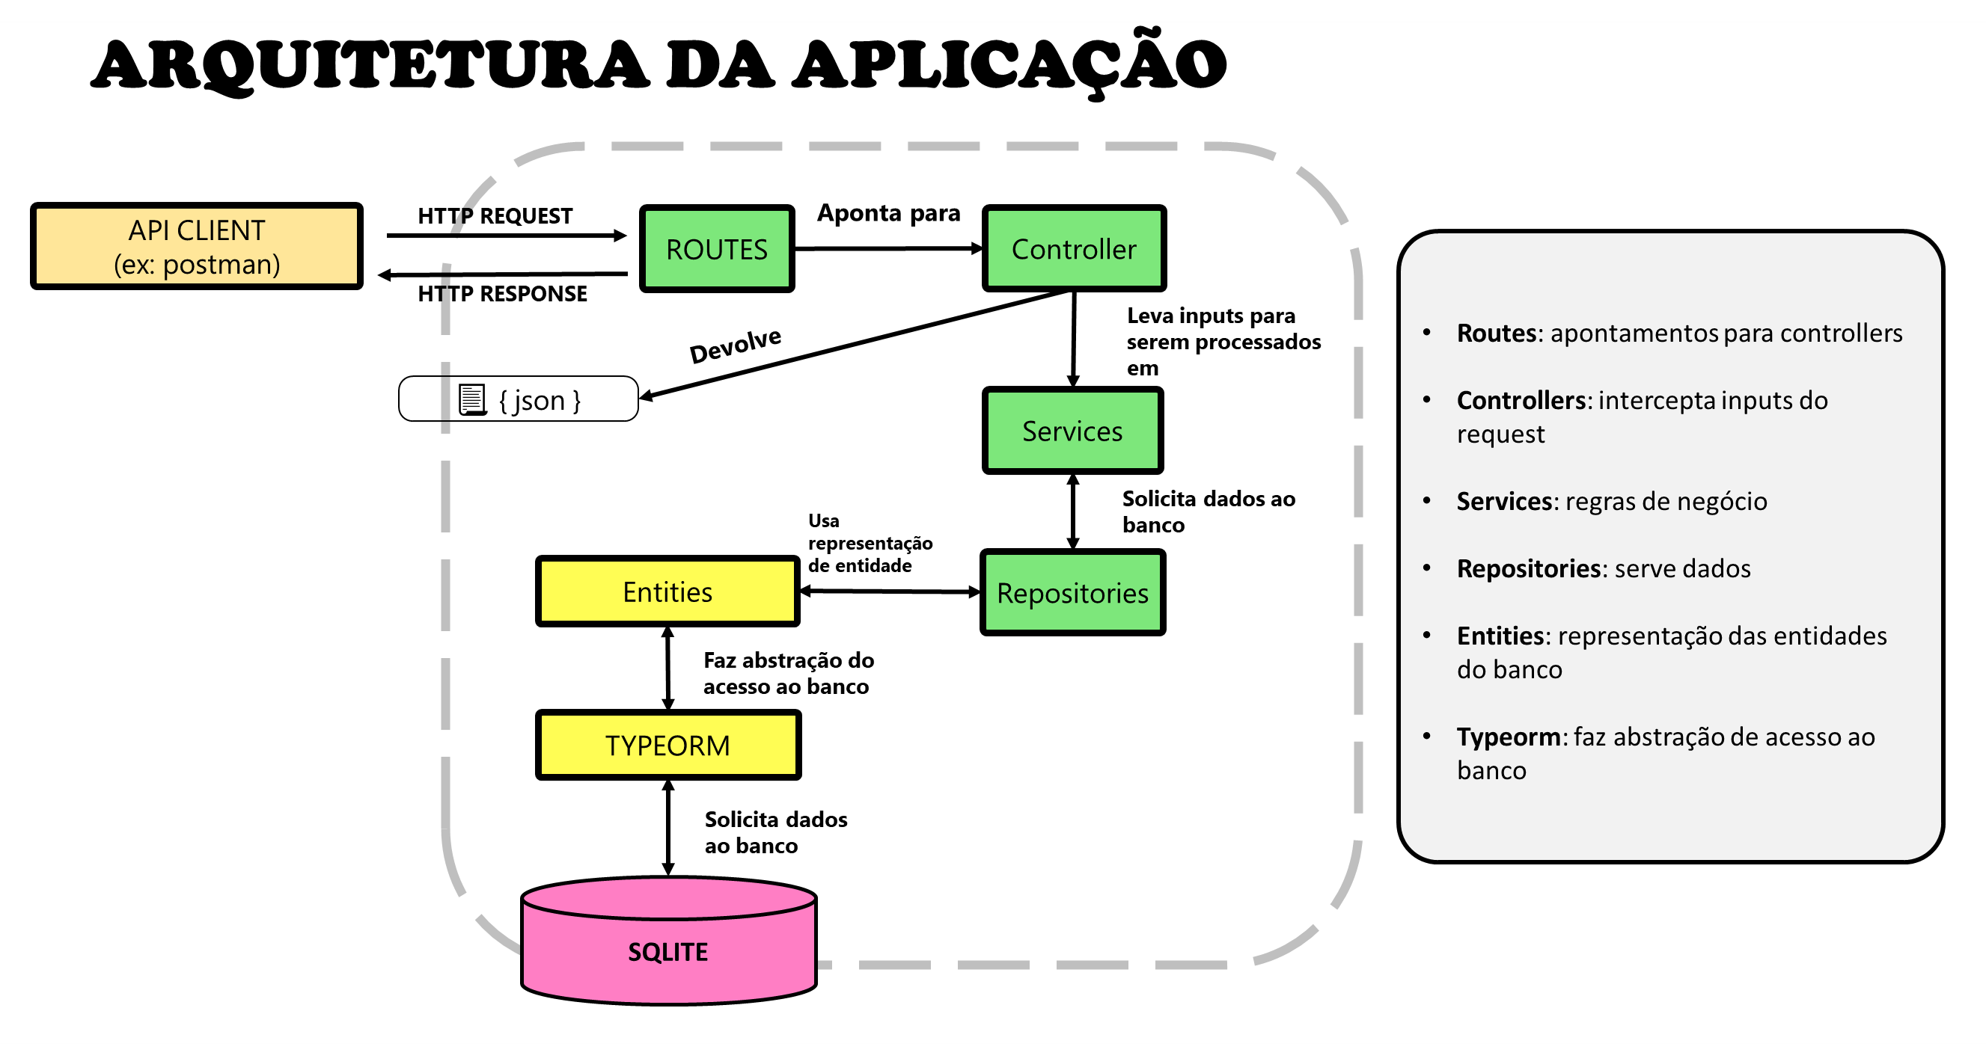 ARQUITETURA DA APLICAÇÃO
API CLIENT
(ex: postman)
HTTP REQUEST
HTTP RESPONSE
ROUTES
Aponta para
Controller
Devolve
{ json }
Leva inputs para
serem processados
em
Services
Solicita dados ao
banco
Usa
representação
de entidade
Entities
Repositories
Faz abstração do
acesso ao banco
TYPEORM
Solicita dados
ao banco
SQLITE
• Routes: apontamentos para controllers
• Controllers: intercepta inputs do
request
• Services: regras de negócio
• Repositories: serve dados
• Entities: representação das entidades
do banco
• Typeorm: faz abstração de acesso ao
banco